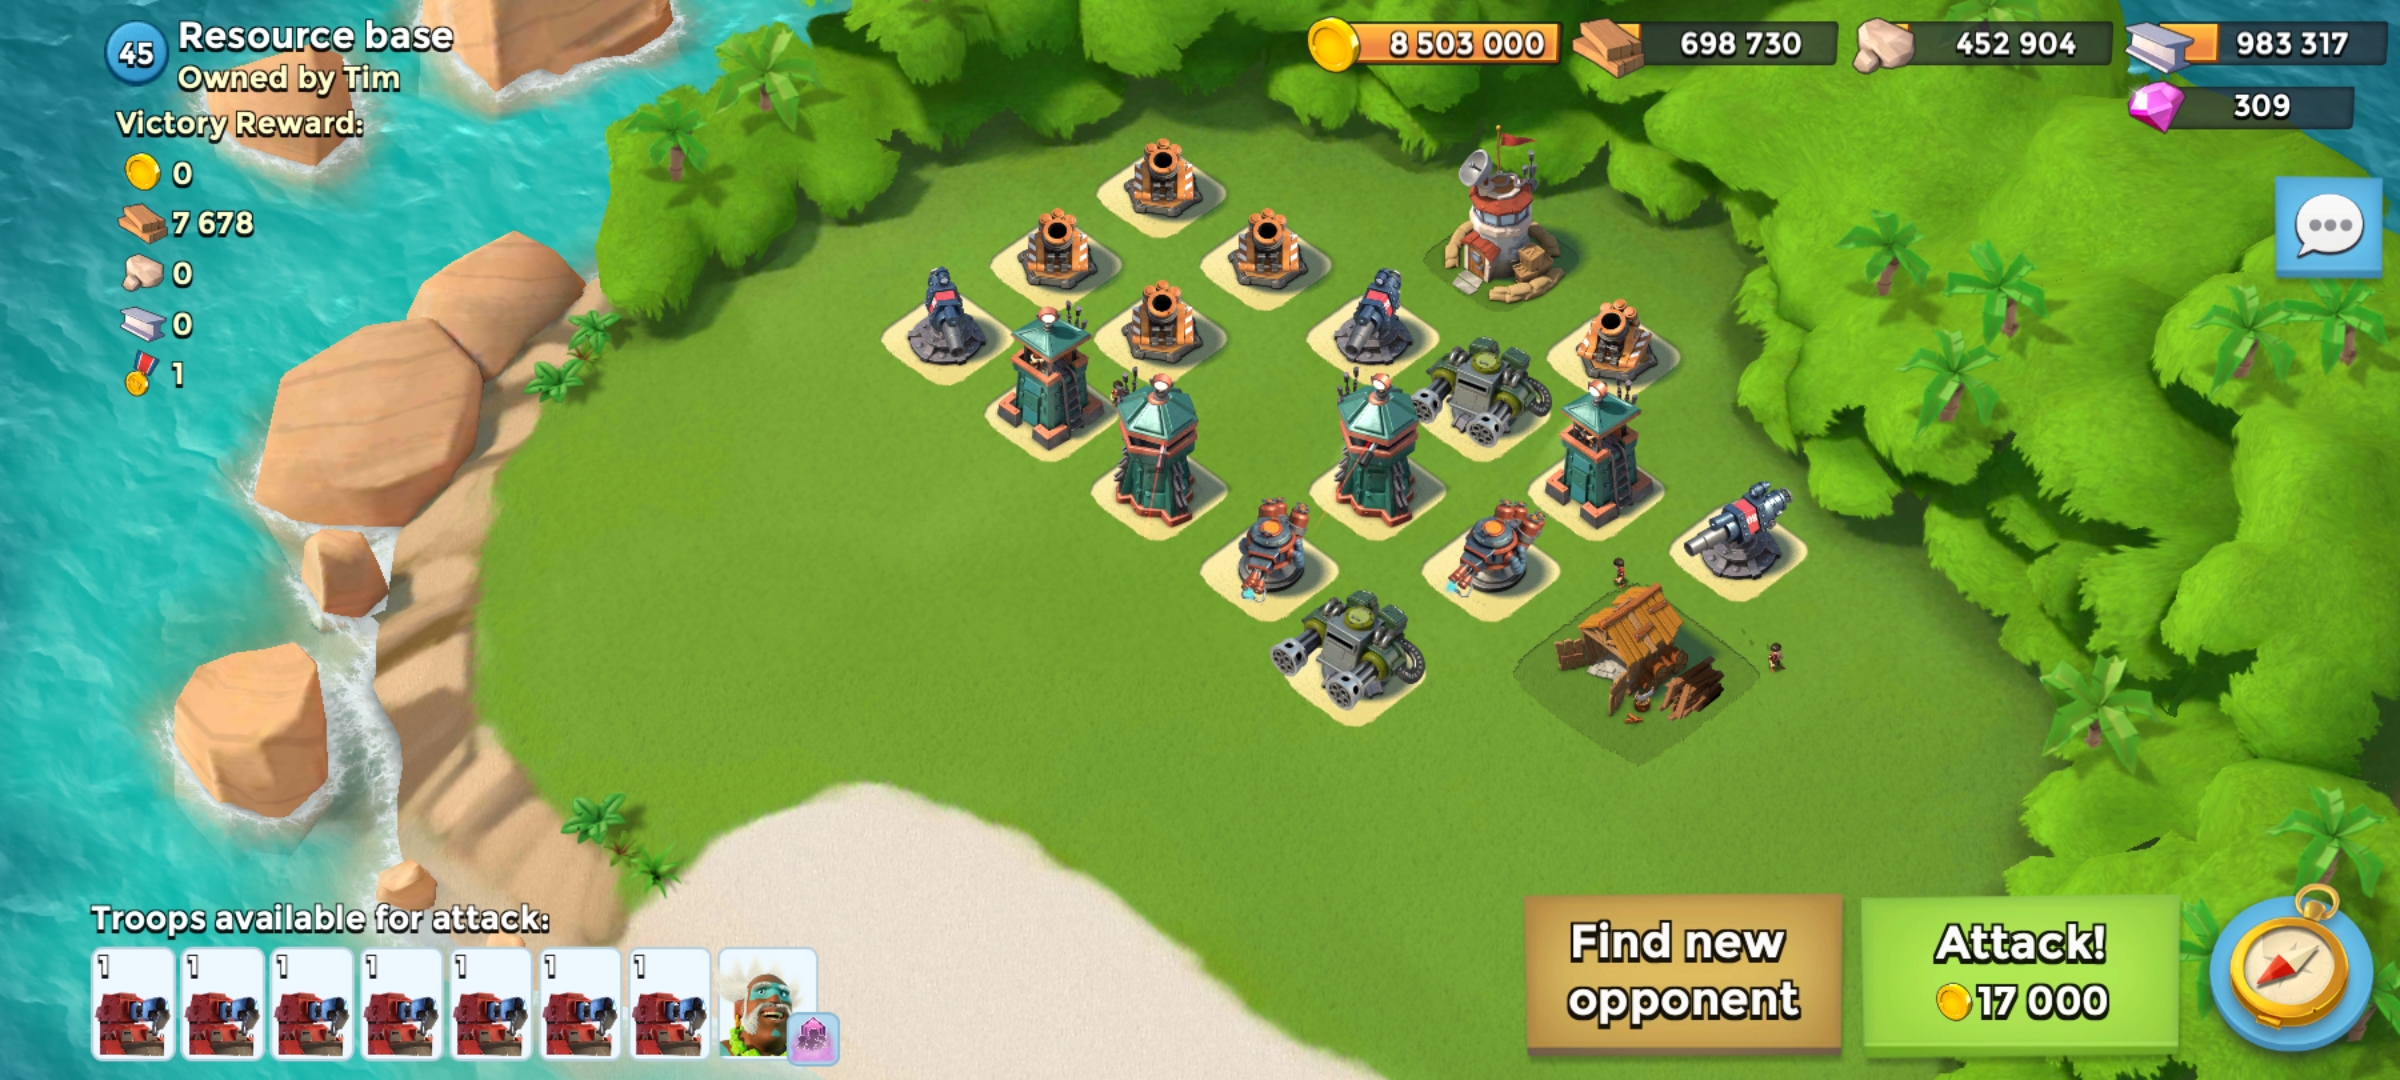 45
Resource base
Owned by Tim
Victory Reward:
0
7 678
0
0
1
8 503 000
698 730
452 904
983 317
309
Troops available for attack:
1
1
1
1
1
1
1
Find new
opponent
Attack!
17 000